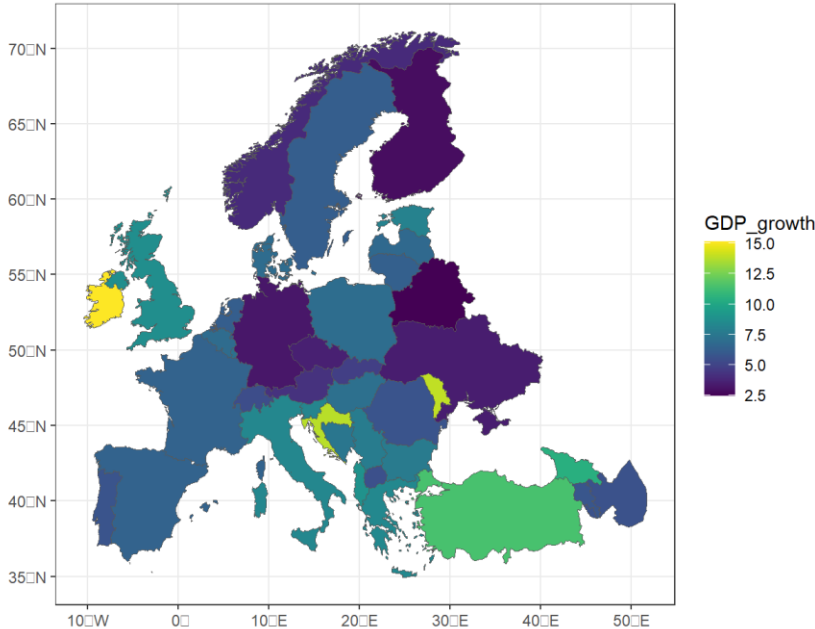 70□N
65□N
60□N
55□N
50□N
45□N
40□N
35□N
10□W
0□
10□E
20□E
30□E
40□E
50□E
GDP_growth
15.0
12.5
10.0
7.5
5.0
2.5